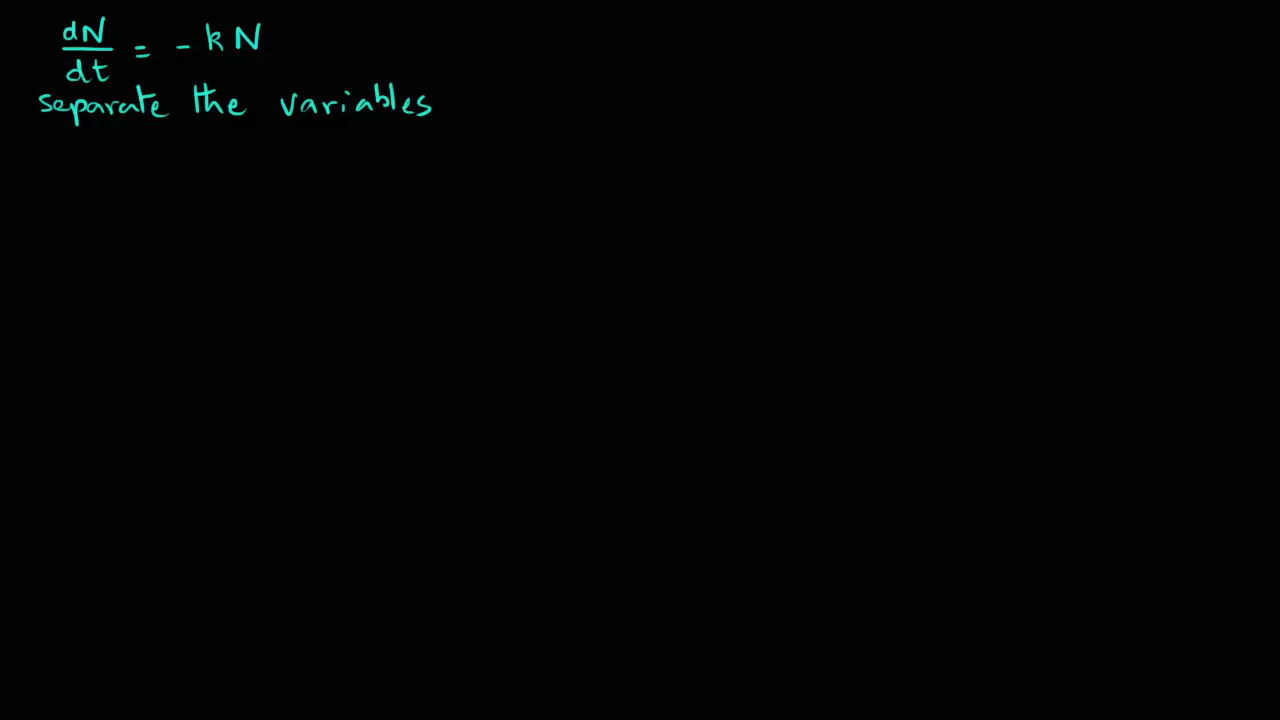 dN/dt = - k N
separate the variables